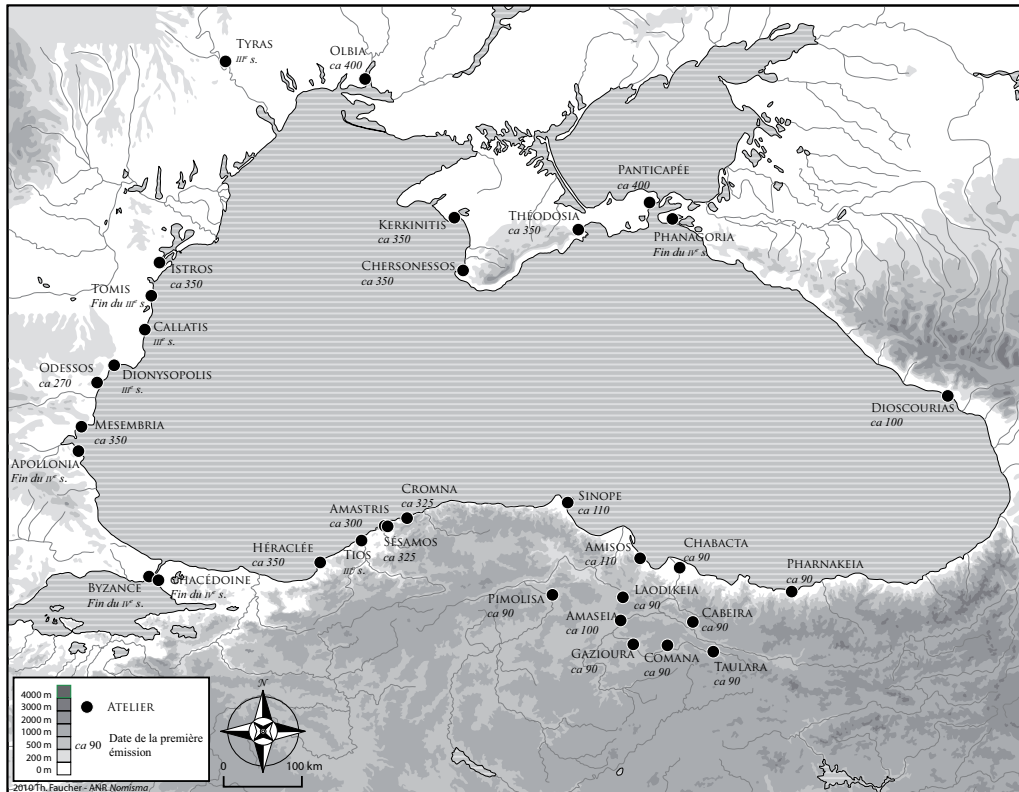 Tyras
IIIe s.
Olbia
ca 400
Panticapée
ca 400
Kerkinitis
ca 350
Théodosia
ca 350
Phanagoria
Fin du IVe s.
Chersonessos
ca 350
Istros
ca 350
Tomis
Fin du IIIe s.
Callatis
IIIe s.
Odessos
ca 270
Dionysopolis
IIIe s.
Dioscourias
ca 100
Mesembria
ca 350
Apollonia
Fin du IVe s.
Cromna
ca 325
Amastris
ca 300
Sésamos
ca 325
Sinope
ca 110
Héraclée
ca 350
Tios
IIIe s.
Amisos
ca 110
Chabacta
ca 90
Pharnakeia
ca 90
Byzance
Fin du IVe s.
Chacédoine
Fin du IVe s.
Pimolisa
ca 90
Laodikeia
ca 90
Amaseia
ca 100
Cabeira
ca 90
Gazioura
ca 90
Comana
ca 90
Taulara
ca 90
4000 m
3000 m
2000 m
1000 m
500 m
200 m
0 m
Atelier
ca 90 Date de la première
émission
N
0 100 km
2010 Th. Faucher - ANR Nomisma